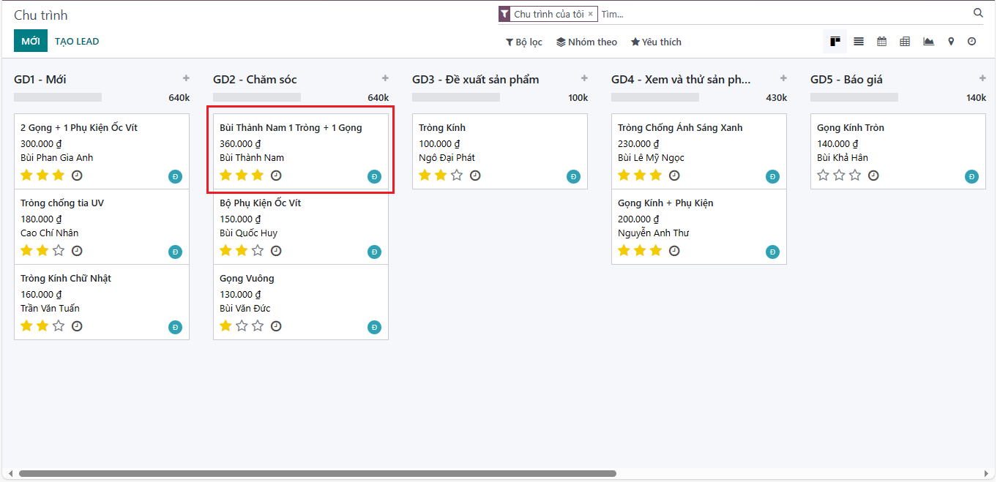 Chu trình
Chu trình của tôi × Tìm...
MỚI TẠO LEAD
Bộ lọc Nhóm theo Yêu thích
GD1 - Mới +
640k
2 Gọng + 1 Phụ Kiện Ốc Vít
300.000 ₫
Bùi Phan Gia Anh
Đ
Tròng chống tia UV
180.000 ₫
Cao Chí Nhân
Đ
Tròng Kính Chữ Nhật
160.000 ₫
Trần Văn Tuấn
Đ
GD2 - Chăm sóc +
640k
Bùi Thành Nam 1 Tròng + 1 Gọng
360.000 ₫
Bùi Thành Nam
Đ
Bộ Phụ Kiện Ốc Vít
150.000 ₫
Bùi Quốc Huy
Đ
Gọng Vuông
130.000 ₫
Bùi Văn Đức
Đ
GD3 - Đề xuất sản phẩm +
100k
Tròng Kính
100.000 ₫
Ngô Đại Phát
Đ
GD4 - Xem và thử sản ph... +
430k
Tròng Chống Ánh Sáng Xanh
230.000 ₫
Bùi Lê Mỹ Ngọc
Đ
Gọng Kính + Phụ Kiện
200.000 ₫
Nguyễn Anh Thư
Đ
GD5 - Báo giá +
140k
Gọng Kính Tròn
140.000 ₫
Bùi Khả Hân
Đ